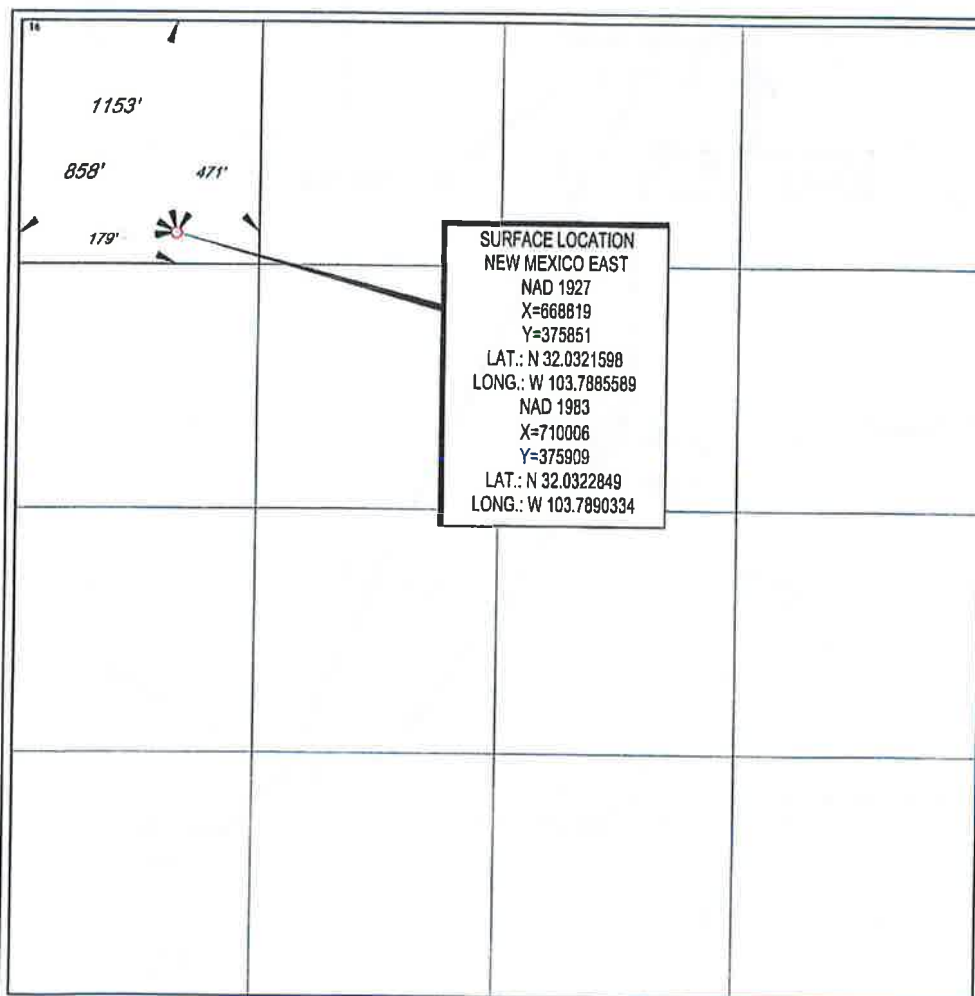 16
1153'
858'
471'
179'
SURFACE LOCATION
NEW MEXICO EAST
NAD 1927
X=668819
Y=375851
LAT.: N 32.0321598
LONG.: W 103.7885589
NAD 1983
X=710006
Y=375909
LAT.: N 32.0322849
LONG.: W 103.7890334